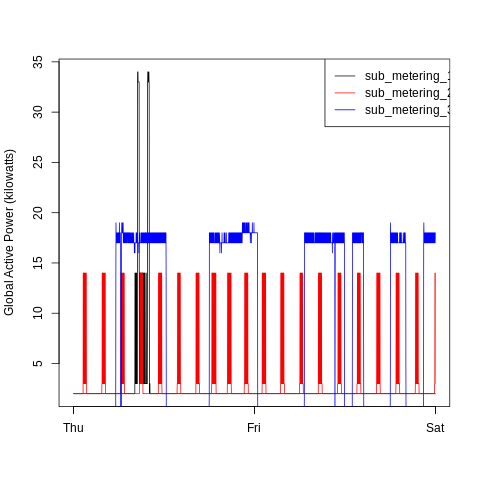 Global Active Power (kilowatts)
35
30
25
20
15
10
5
Thu
Fri
Sat
sub_metering_1
sub_metering_2
sub_metering_3